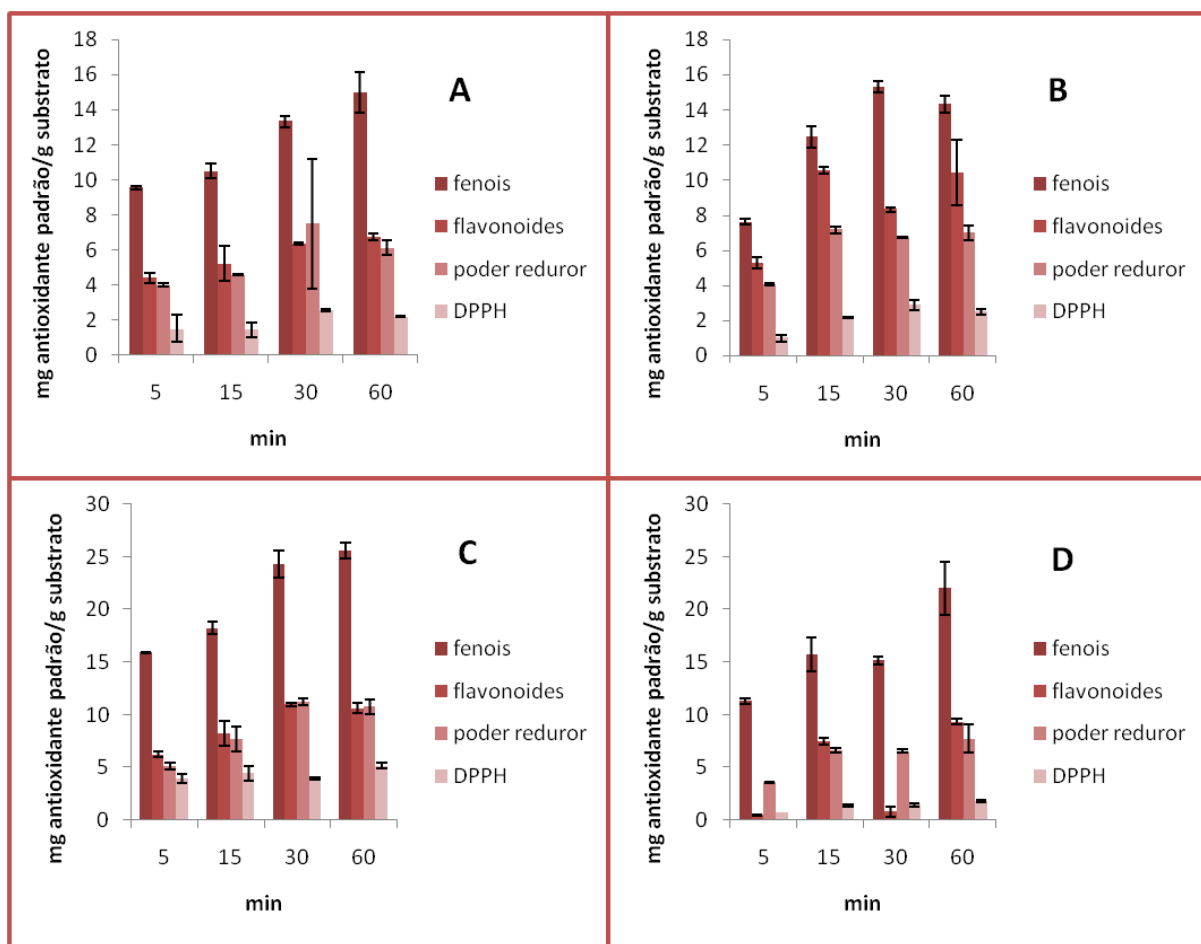 mg antioxidante padrão/g substrato
18
16
14
12
10
8
6
4
2
0
5 15 30 60
min
A
fenois
flavonoides
poder reduror
DPPH
mg antioxidante padrão/g substrato
18
16
14
12
10
8
6
4
2
0
5 15 30 60
min
B
fenois
flavonoides
poder reduror
DPPH
mg antioxidante padrão/g substrato
30
25
20
15
10
5
0
5 15 30 60
min
C
fenois
flavonoides
poder reduror
DPPH
mg antioxidante padrão/g substrato
30
25
20
15
10
5
0
5 15 30 60
min
D
fenois
flavonoides
poder reduror
DPPH